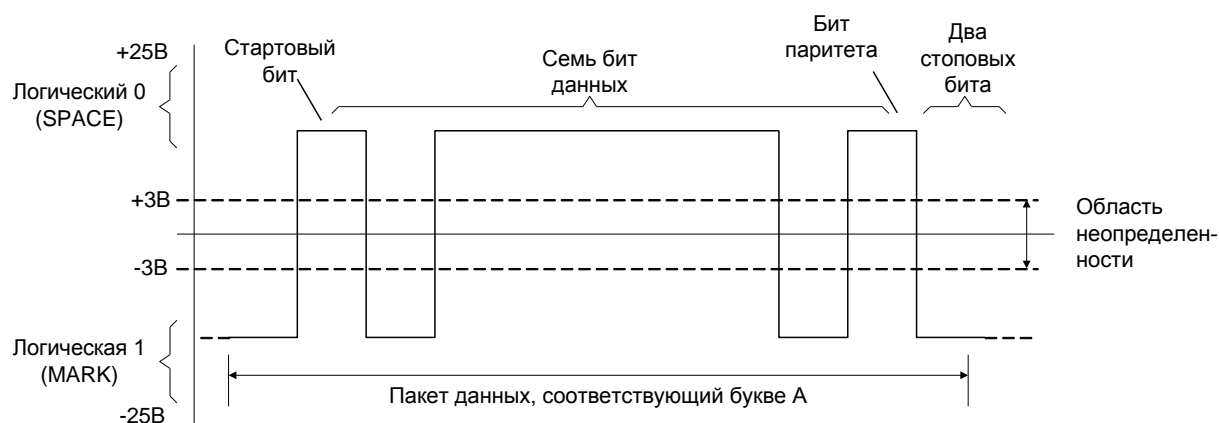 +25В
Логический 0
(SPACE)
Стартовый
бит
Семь бит
данных
Бит
паритета
Два
стоповых
бита
+3В
-3В
Область
неопределен-
ности
Логическая 1
(MARK)
-25В
Пакет данных, соответствующий букве А